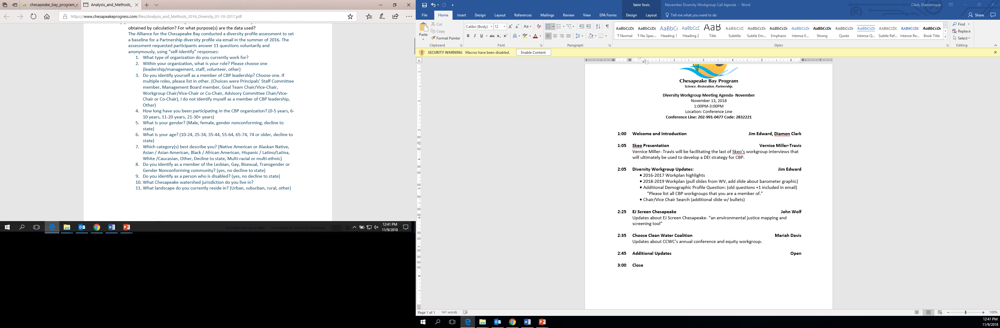 chesapeake_bay_program_c
Analysis_and_Methods_
https://www.chesapeakeprogress.com/files/Analysis_and_Methods_2016_Diversity_01-10-2017.pdf
obtained by calculation? For what purpose(s) are the data used?
The Alliance for the Chesapeake Bay conducted a diversity profile assessment to set
a baseline for a Partnership diversity profile via email in the summer of 2016. The
assessment requested participants answer 11 questions voluntarily and
anonymously, using “self-identify” responses:
1. What type of organization do you currently work for?
2. Within your organization, what is your role? Please choose one
(leadership/management, staff, volunteer, other)
3. Do you identify yourself as a member of CBP leadership? Choose one. If
multiple roles, please list in other. (Choices were Principals’ Staff Committee
member, Management Board member, Goal Team Chair/Vice-Chair,
Workgroup Chair/Vice-Chair or Co-Chair, Advisory Committee Chair/Vice-
Chair or Co-Chair), I do not identify myself as a member of CBP leadership,
Other)
4. How long have you been participating in the CBP organization? (0-5 years, 6-
10 years, 11-20 years, 21-30+ years)
5. What is your gender? (Male, female, gender nonconforming, decline to
state)
6. What is your age? (10-24, 25-34, 35-44, 55-64, 65-74, 74 or older, decline to
state)
7. Which category(s) best describe you? (Native American or Alaskan Native,
Asian / Asian American, Black / African American, Hispanic / Latino/Latina,
White /Caucasian, Other, Decline to state, Multi-racial or multi-ethnic)
8. Do you identify as a member of the Lesbian, Gay, Bisexual, Transgender or
Gender Nonconforming community? (yes, no decline to state)
9. Do you identify as a person who is disabled? (yes, no decline to state)
10. What Chesapeake watershed jurisdiction do you live in?
11. What landscape do you currently reside in? (Urban, suburban, rural, other)
All folders are up to date. Connected to: Microsoft Exchange
12:41 PM
11/9/2018
Table Tools
November Diversity Workgroup Call Agenda - Word
Clark, Diamonique
File Home Insert Design Layout References Mailings Review View EPA Forms Design Layout Tell me what you want to do Share
Paste
Cut
Copy
Format Painter
Clipboard
Calibri (Body) 12
Font
Paragraph
AaBbCcDc AaBbCcDc AaBbCc AaBbCcE AaB AaBbCcD AaBbCcDc AaBbCcDc AaBbCcDc AaBbCcDc AaBbCcDc AaBbCcDc AABBCCDC AABBCCDC AaBbCcDc
¶ Normal ¶ No Spac... Heading 1 Heading 2 Title Subtitle Subtle Em... Emphasis Intense E... Strong Quote Intense Q... Subtle Ref... Intense Re... Book Title
Styles
Find
Replace
Select
Editing
SECURITY WARNING Macros have been disabled. Enable Content
Chesapeake Bay Program
Science. Restoration. Partnership.
Diversity Workgroup Meeting Agenda- November
November 13, 2018
1:00PM-3:00PM
Location: Conference Line
Conference Line: 202-991-0477 Code: 2832221
1:00 Welcome and Introduction Jim Edward, Diamon Clark
1:05 Skeo Presentation Vernice Miller-Travis
Vernice Miller- Travis will be facilitating the last of Skeo’s workgroup interviews that
will ultimately be used to develop a DEI strategy for CBP.
2:05 Diversity Workgroup Updates: Jim Edward
• 2016-2017 Workplan highlights
• 2018-2019 Workplan (pull slides from WV, add slide about barometer graphic)
• Additional Demographic Profile Question: (old questions +1 included in email)
“Please list all CBP workgroups that you are a member of.”
• Chair/Vice Chair Search (additional slide w/ bullets)
2:25 EJ Screen Chesapeake John Wolf
Updates about EJ Screen Chesapeake- “an environmental justice mapping and
screening tool”
2:35 Choose Clean Water Coalition Mariah Davis
Updates about CCWC’s annual conference and equity workgroup.
2:45 Additional Updates Open
3:00 Close
Page 1 of 1 141 words
100%
12:41 PM
11/9/2018